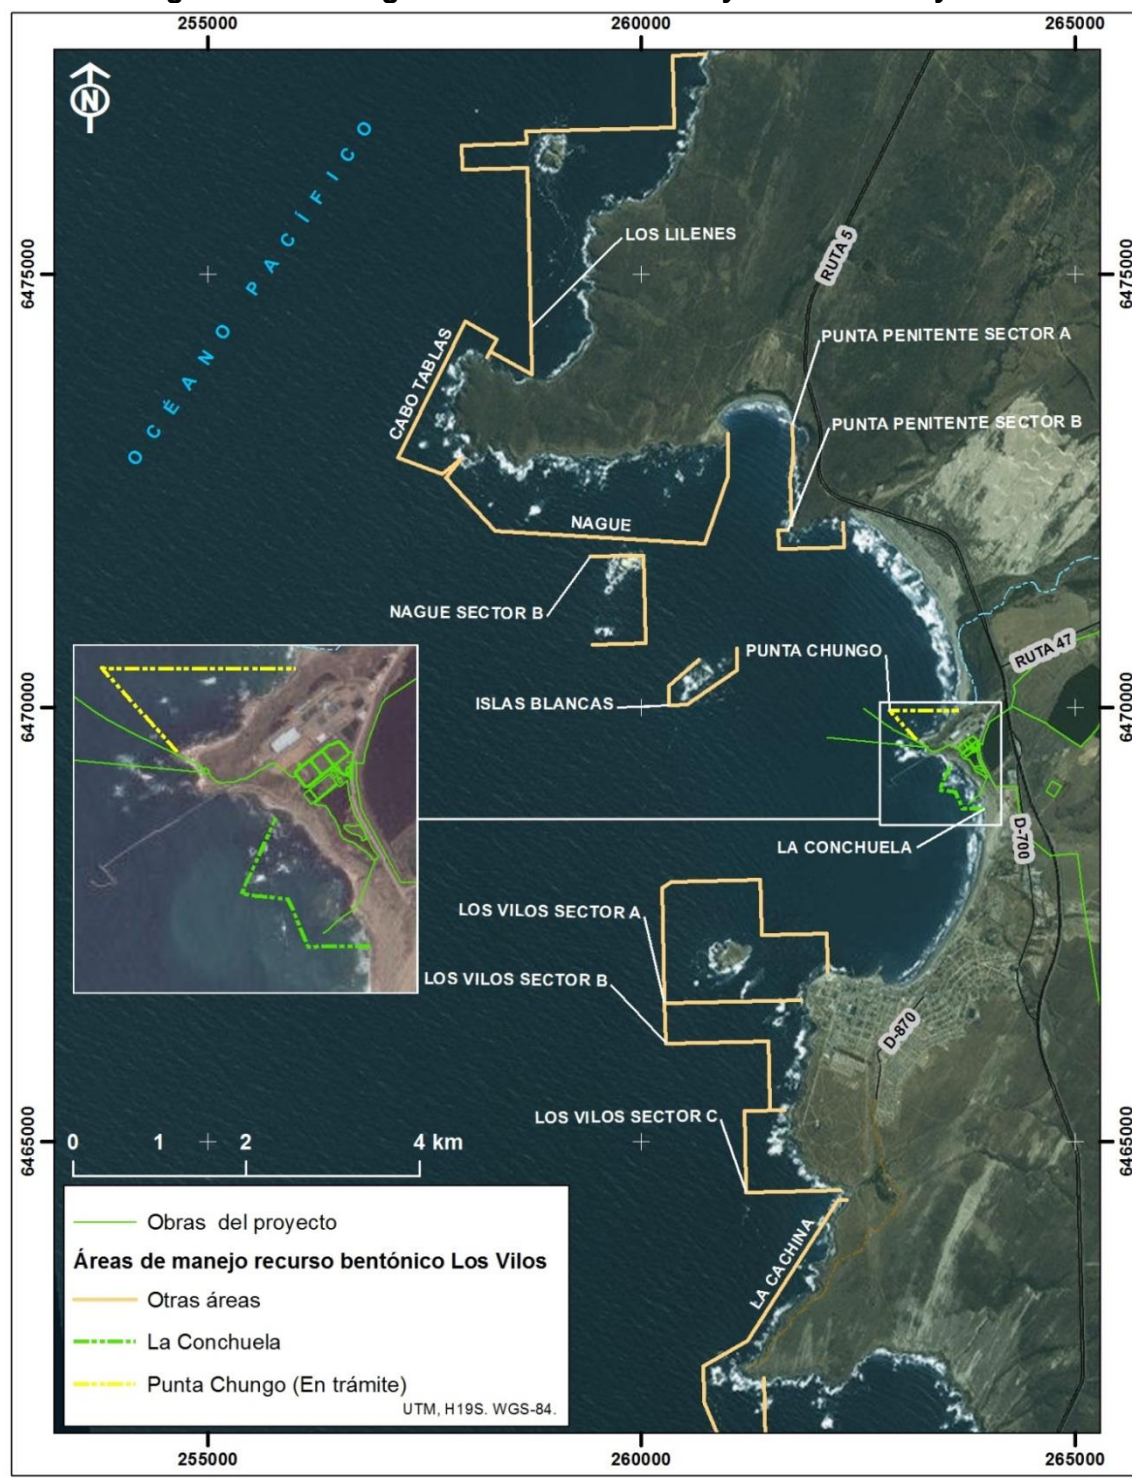 255000
260000
265000
N
OCÉANO PACÍFICO
6475000
6475000
LOS LILENES
RUTA 5
PUNTA PENITENTE SECTOR A
CABO TABLAS
PUNTA PENITENTE SECTOR B
NAGUE
NAGUE SECTOR B
PUNTA CHUNGO
RUTA 47
ISLAS BLANCAS
6470000
6470000
LA CONCHUELA
D-700
LOS VILOS SECTOR A
LOS VILOS SECTOR B
D-870
LOS VILOS SECTOR C
6465000
6465000
0 1 2 4 km
LA CACHINA
Obras del proyecto
Áreas de manejo recurso bentónico Los Vilos
Otras áreas
La Conchuela
Punta Chungo (En trámite)
UTM, H19S. WGS-84.
255000
260000
265000